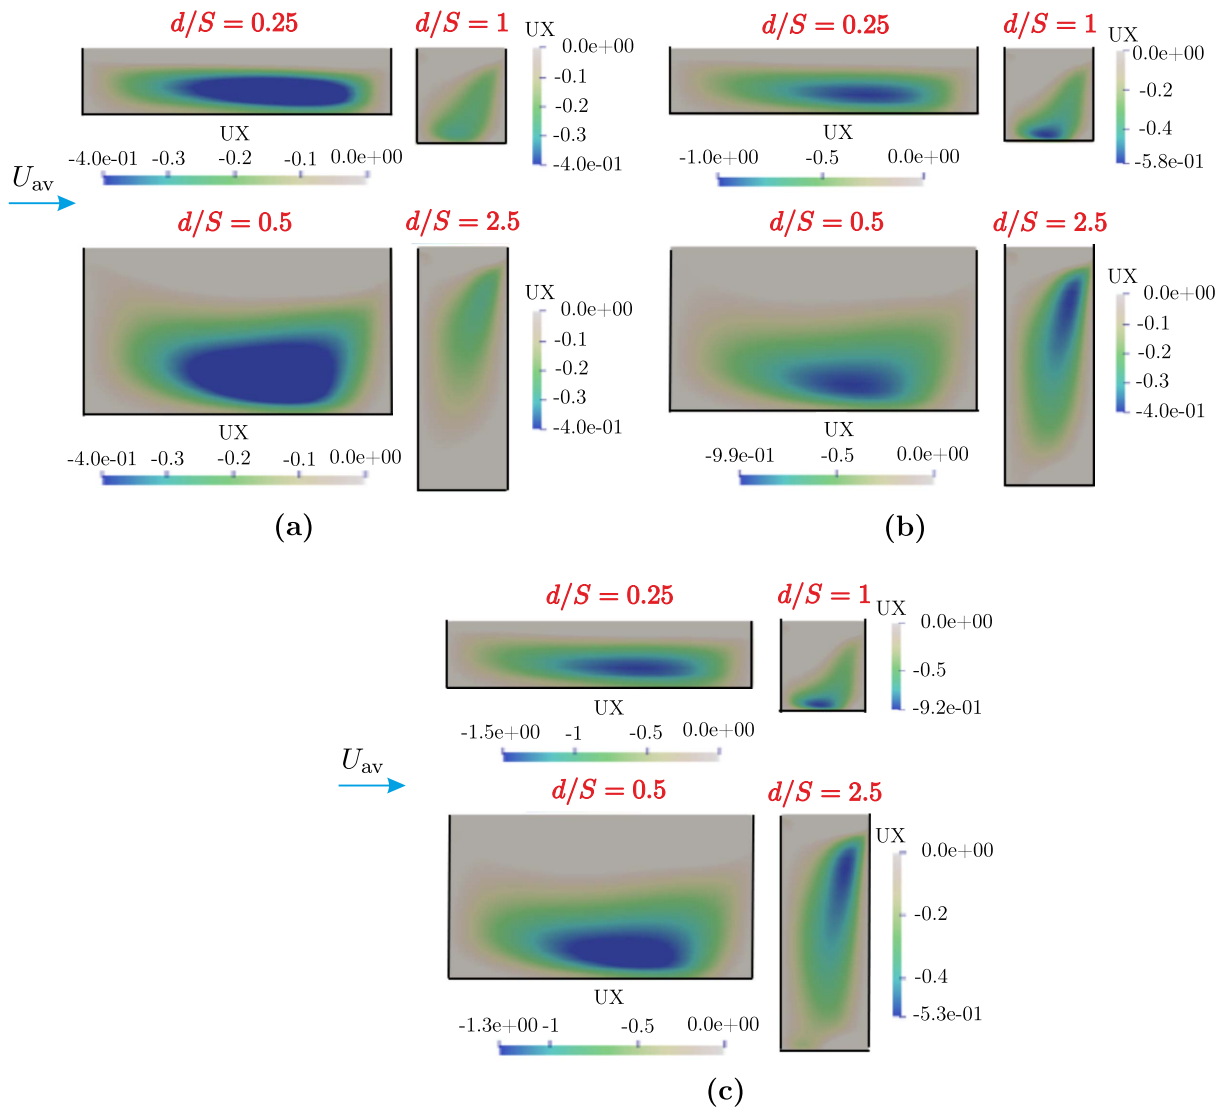 d/S = 0.25
d/S = 1
UX
0.0e+00
-0.1
-0.2
-0.3
-4.0e-01
UX
-4.0e-01 -0.3 -0.2 -0.1 0.0e+00
U_av
d/S = 0.5
d/S = 2.5
UX
0.0e+00
-0.1
-0.2
-0.3
-4.0e-01
UX
-4.0e-01 -0.3 -0.2 -0.1 0.0e+00
(a)
d/S = 0.25
d/S = 1
UX
0.0e+00
-0.2
-0.4
-5.8e-01
UX
-1.0e+00 -0.5 0.0e+00
d/S = 0.5
d/S = 2.5
UX
0.0e+00
-0.1
-0.2
-0.3
-4.0e-01
UX
-9.9e-01 -0.5 0.0e+00
(b)
d/S = 0.25
d/S = 1
UX
0.0e+00
-0.5
-9.2e-01
UX
-1.5e+00 -1 -0.5 0.0e+00
U_av
d/S = 0.5
d/S = 2.5
UX
0.0e+00
-0.2
-0.4
-5.3e-01
UX
-1.3e+00 -1 -0.5 0.0e+00
(c)